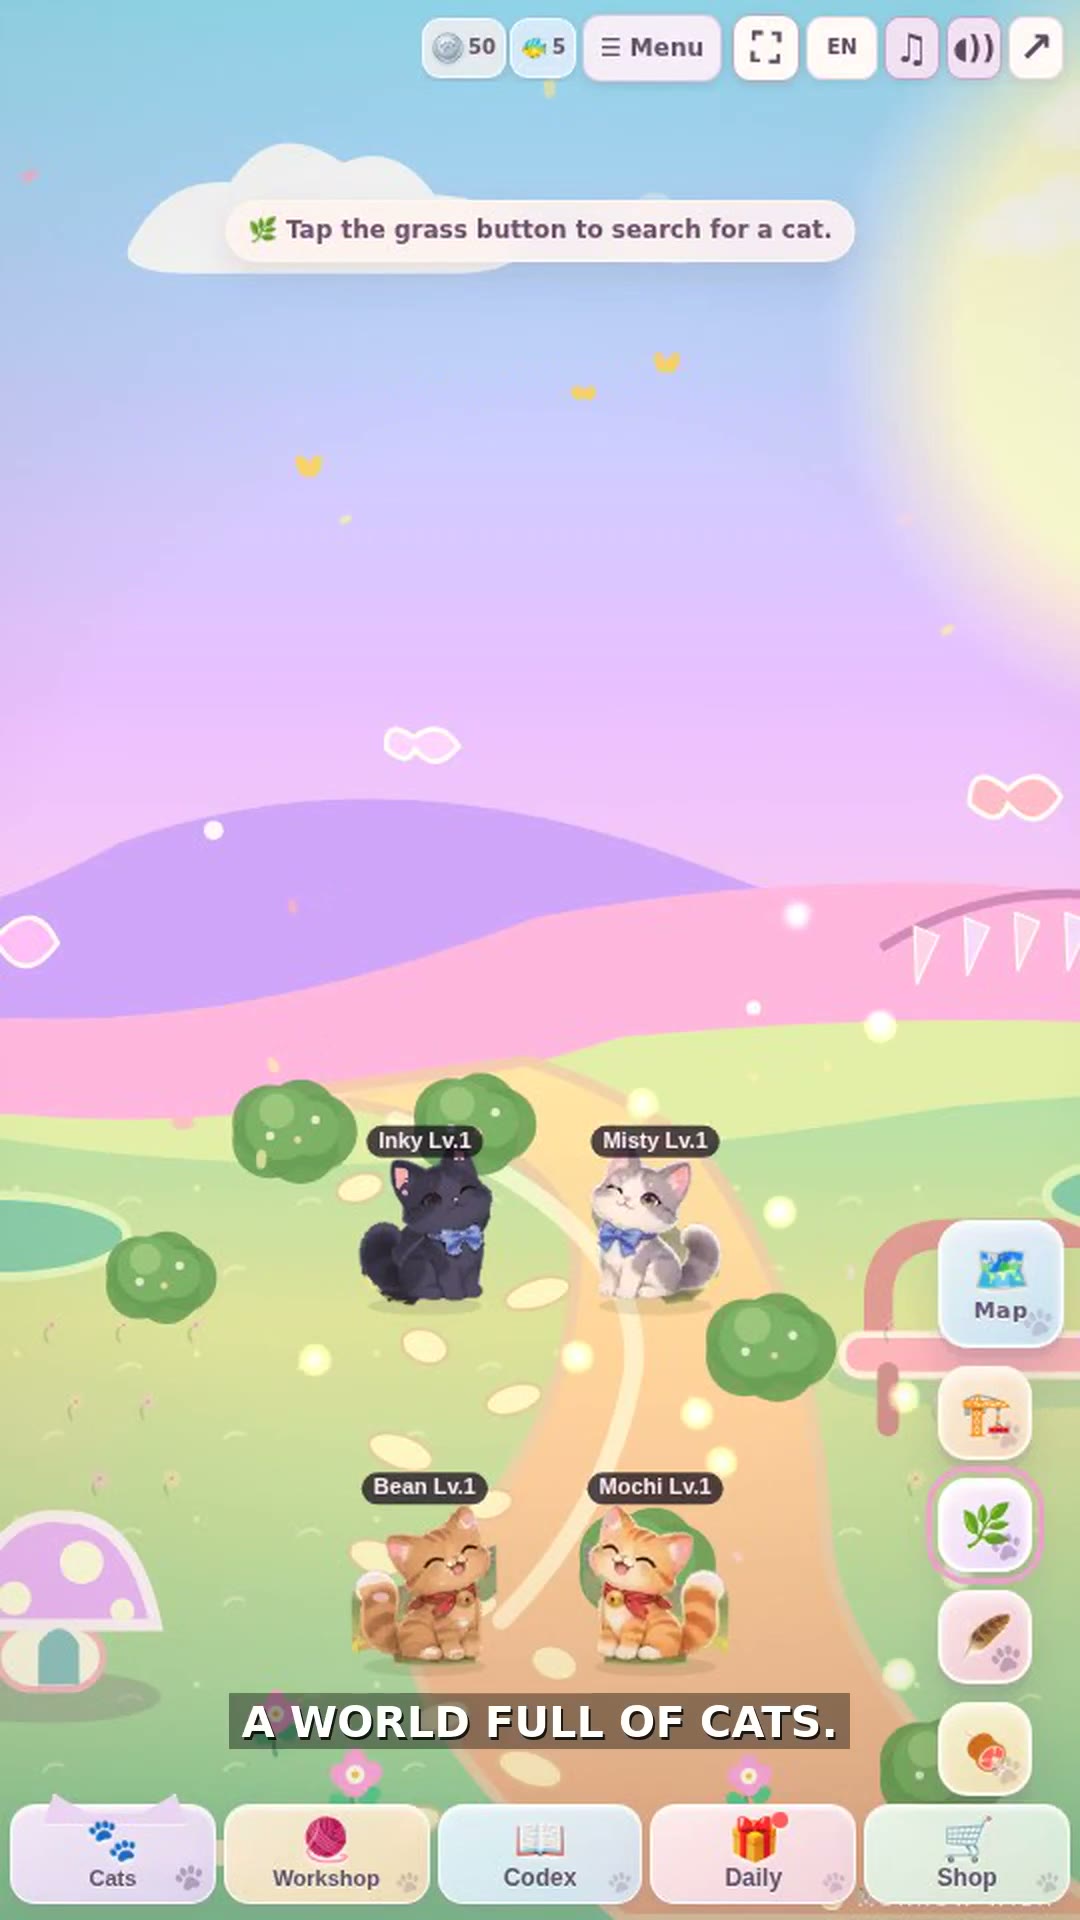 50
5
☰ Menu
EN
Tap the grass button to search for a cat.
Inky Lv.1
Misty Lv.1
Map
Bean Lv.1
Mochi Lv.1
A WORLD FULL OF CATS.
Cats
Workshop
Codex
Daily
Shop